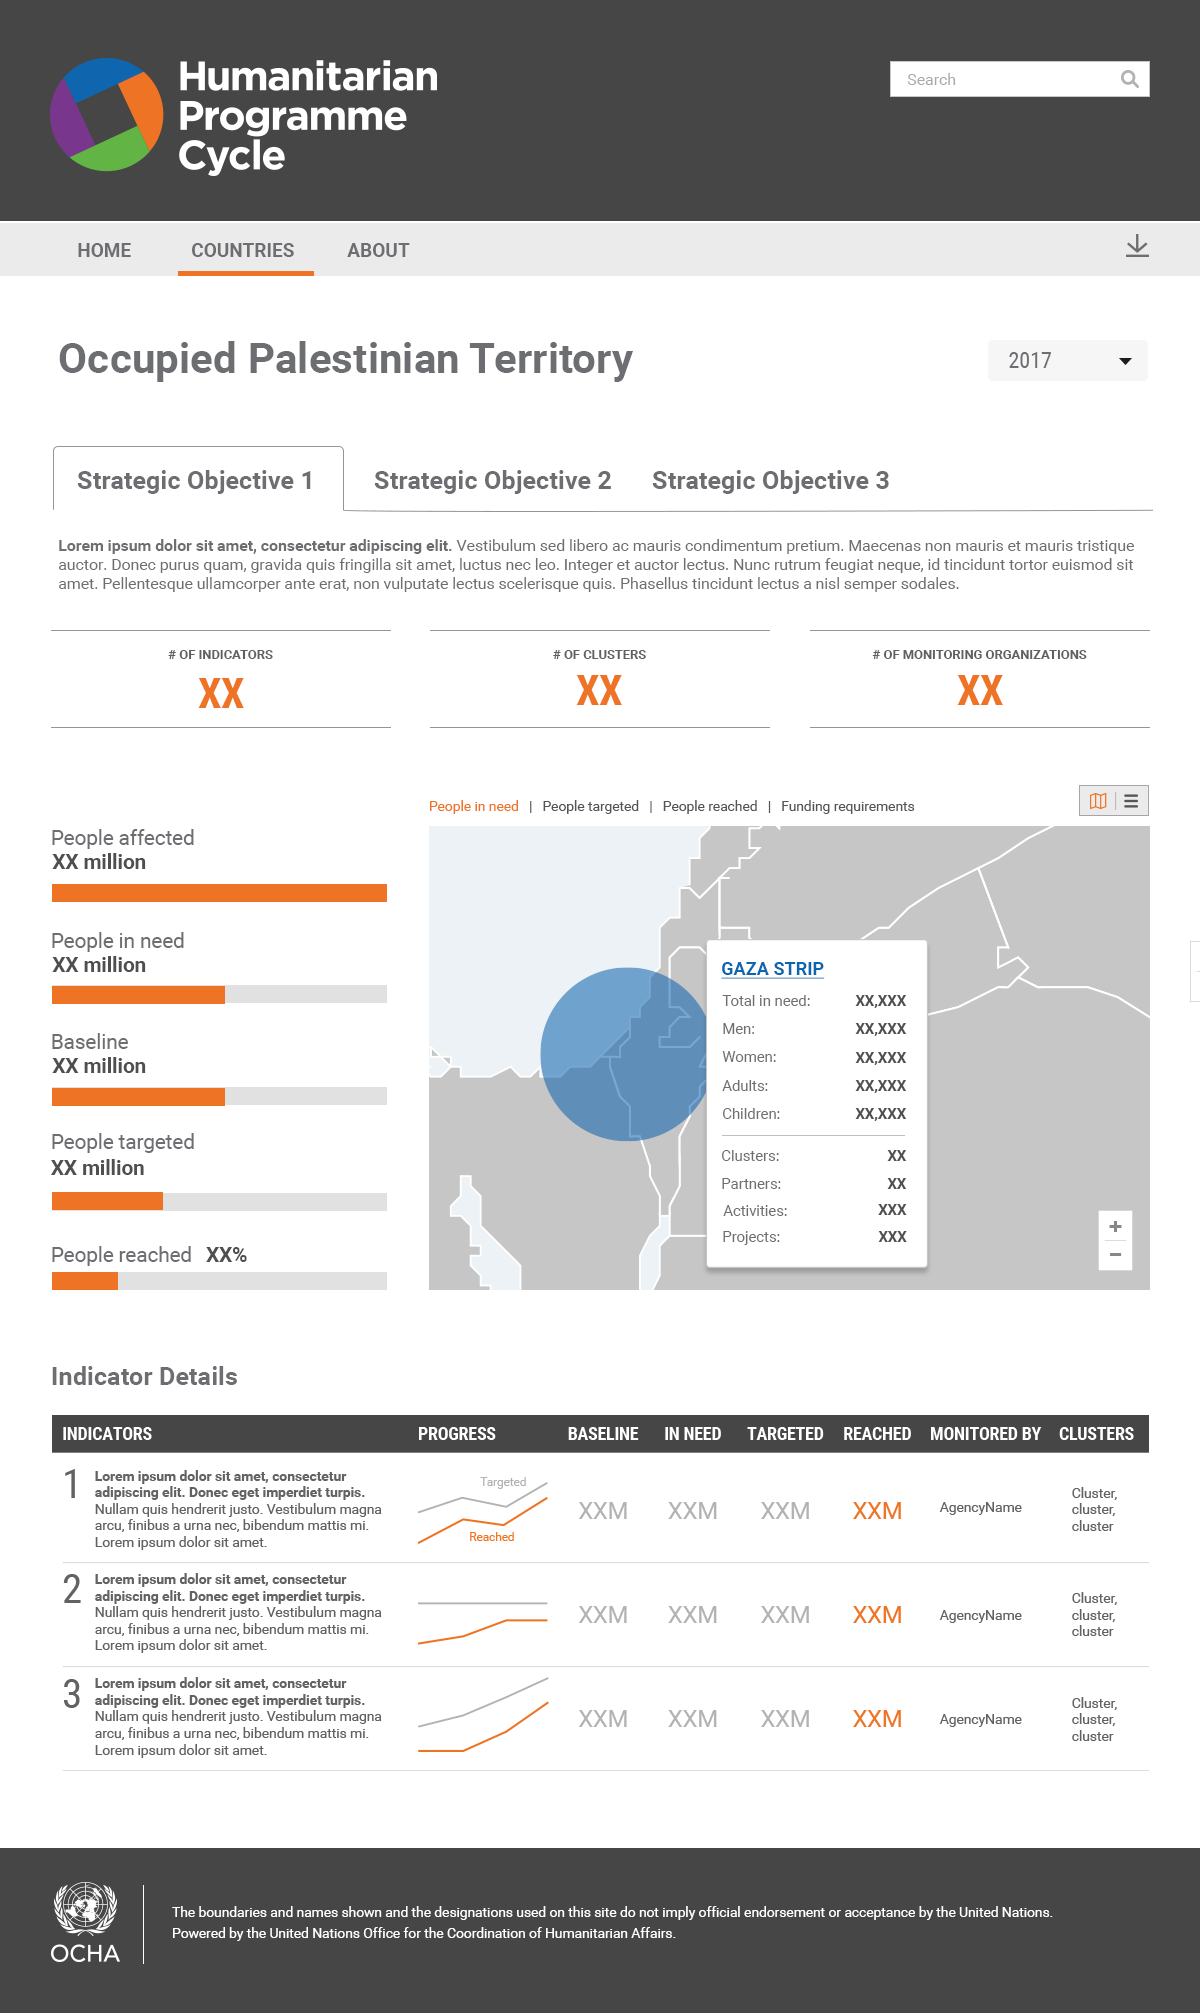 Humanitarian
Programme
Cycle
Search
HOME COUNTRIES ABOUT
Occupied Palestinian Territory
2017
Strategic Objective 1 Strategic Objective 2 Strategic Objective 3
Lorem ipsum dolor sit amet, consectetur adipiscing elit. Vestibulum sed libero ac mauris condimentum pretium. Maecenas non mauris et mauris tristique
auctor. Donec purus quam, gravida quis fringilla sit amet, luctus nec leo. Integer et auctor lectus. Nunc rutrum feugiat neque, id tincidunt tortor euismod sit
amet. Pellentesque ullamcorper ante erat, non vulputate lectus scelerisque quis. Phasellus tincidunt lectus a nisl semper sodales.
# OF INDICATORS
XX
# OF CLUSTERS
XX
# OF MONITORING ORGANIZATIONS
XX
People affected
XX million
People in need
XX million
Baseline
XX million
People targeted
XX million
People reached XX%
People in need | People targeted | People reached | Funding requirements
GAZA STRIP
Total in need: XX,XXX
Men: XX,XXX
Women: XX,XXX
Adults: XX,XXX
Children: XX,XXX
Clusters: XX
Partners: XX
Activities: XXX
Projects: XXX
+
−
Indicator Details
INDICATORS PROGRESS BASELINE IN NEED TARGETED REACHED MONITORED BY CLUSTERS
1
Lorem ipsum dolor sit amet, consectetur
adipiscing elit. Donec eget imperdiet turpis.
Nullam quis hendrerit justo. Vestibulum magna
arcu, finibus a urna nec, bibendum mattis mi.
Lorem ipsum dolor sit amet.
Targeted
Reached
XXM XXM XXM XXM AgencyName
Cluster,
cluster,
cluster
2
Lorem ipsum dolor sit amet, consectetur
adipiscing elit. Donec eget imperdiet turpis.
Nullam quis hendrerit justo. Vestibulum magna
arcu, finibus a urna nec, bibendum mattis mi.
Lorem ipsum dolor sit amet.
XXM XXM XXM XXM AgencyName
Cluster,
cluster,
cluster
3
Lorem ipsum dolor sit amet, consectetur
adipiscing elit. Donec eget imperdiet turpis.
Nullam quis hendrerit justo. Vestibulum magna
arcu, finibus a urna nec, bibendum mattis mi.
Lorem ipsum dolor sit amet.
XXM XXM XXM XXM AgencyName
Cluster,
cluster,
cluster
OCHA
The boundaries and names shown and the designations used on this site do not imply official endorsement or acceptance by the United Nations.
Powered by the United Nations Office for the Coordination of Humanitarian Affairs.